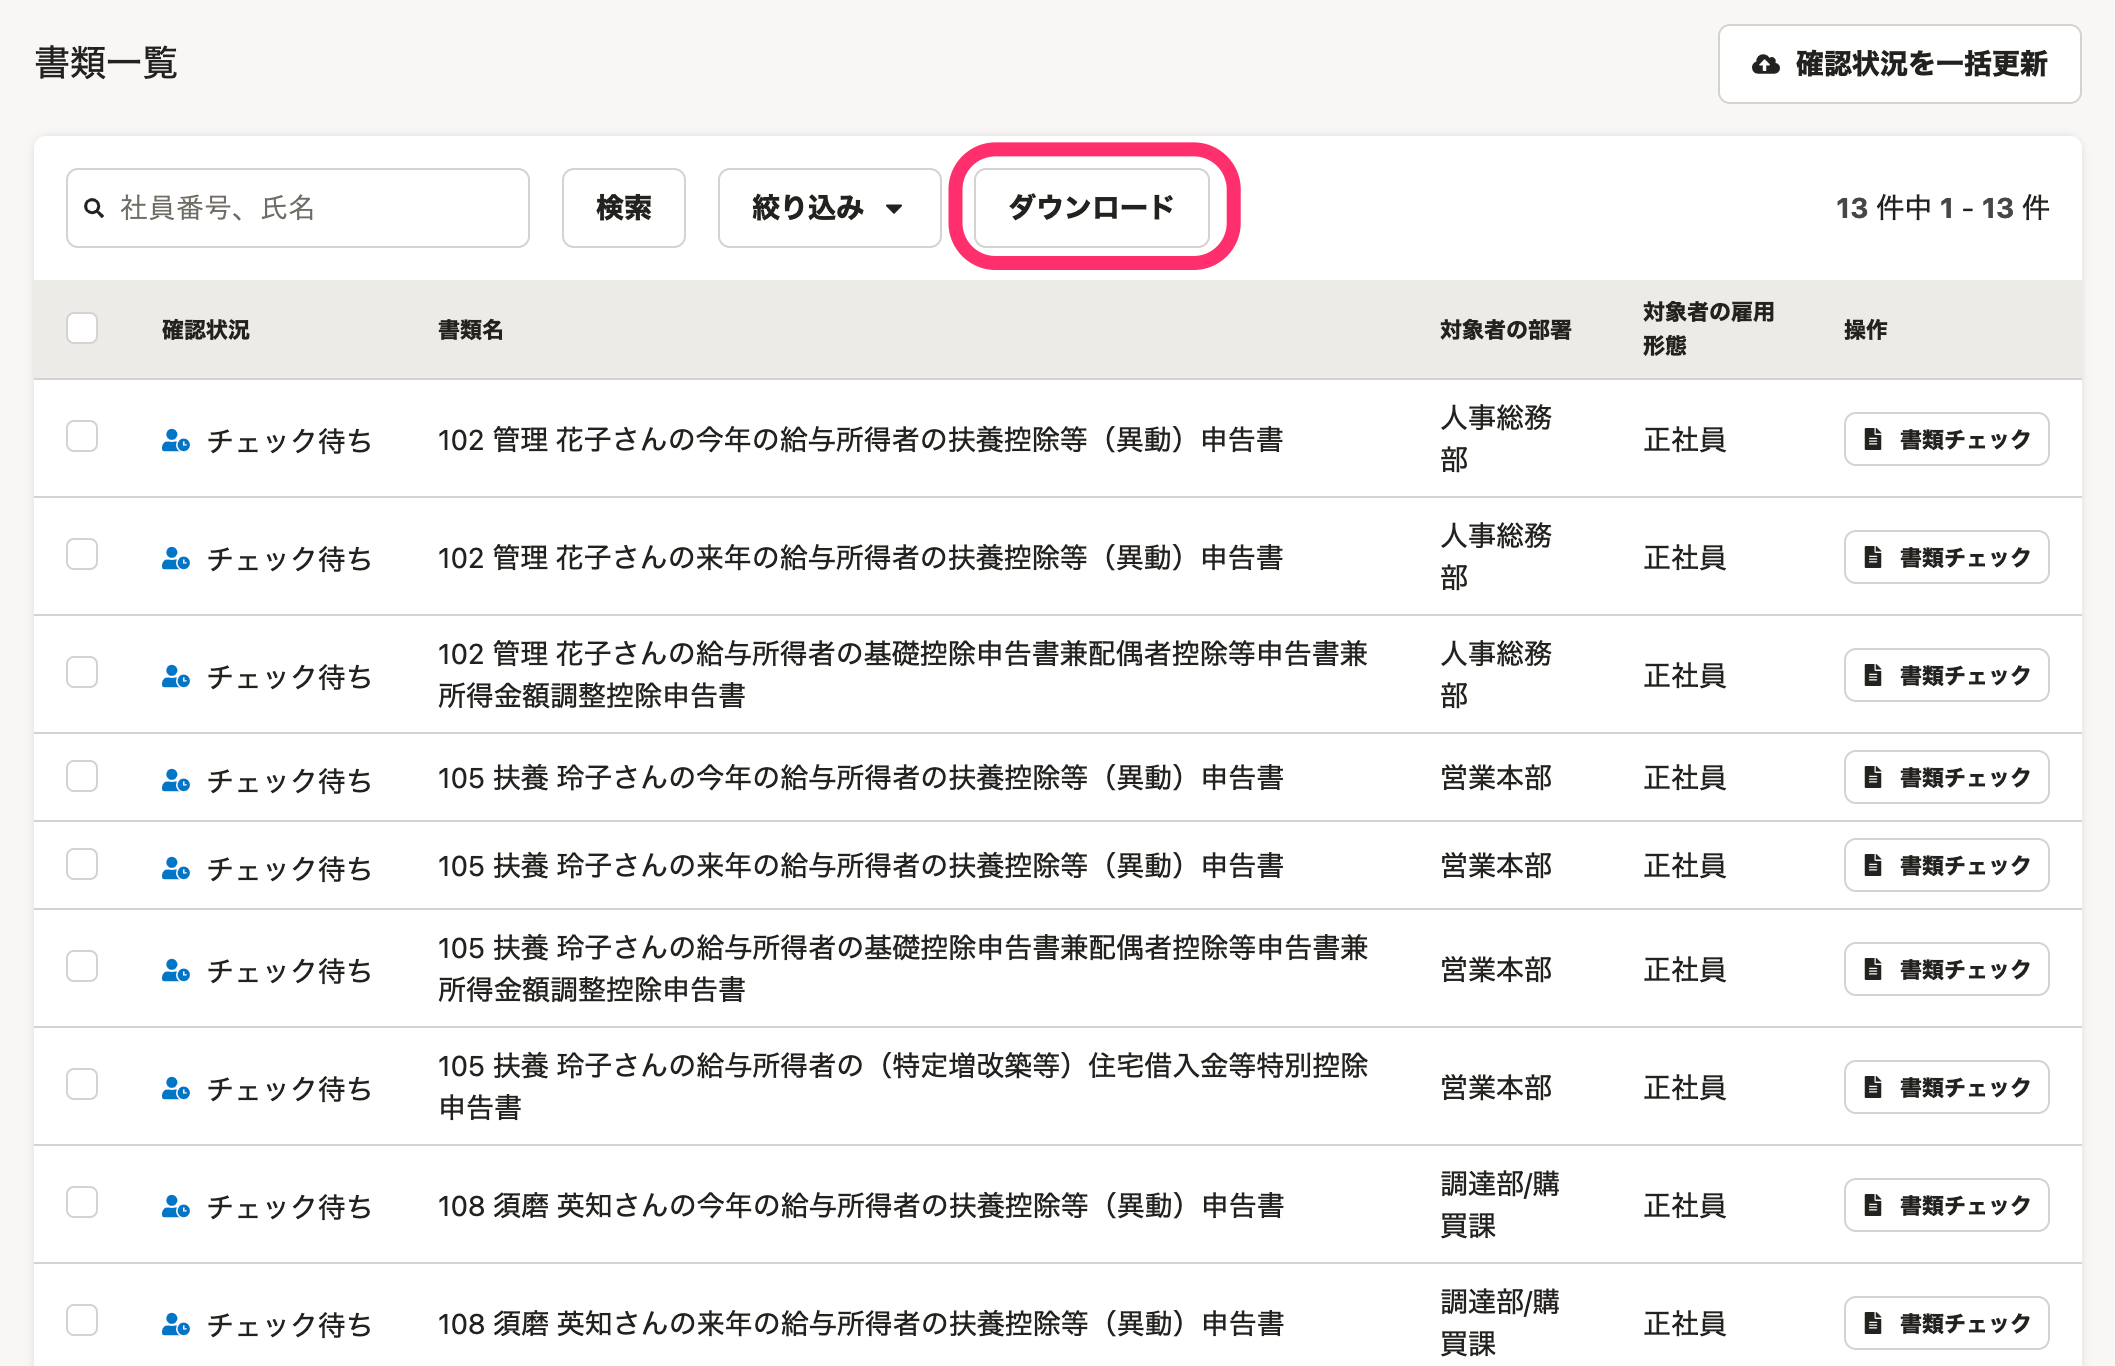 書類一覧
確認状況を一括更新
社員番号、氏名
検索
絞り込み
ダウンロード
13 件中 1 - 13 件
確認状況
書類名
対象者の部署
対象者の雇用
形態
操作
チェック待ち
102 管理 花子さんの今年の給与所得者の扶養控除等（異動）申告書
人事総務
部
正社員
書類チェック
チェック待ち
102 管理 花子さんの来年の給与所得者の扶養控除等（異動）申告書
人事総務
部
正社員
書類チェック
チェック待ち
102 管理 花子さんの給与所得者の基礎控除申告書兼配偶者控除等申告書兼
所得金額調整控除申告書
人事総務
部
正社員
書類チェック
チェック待ち
105 扶養 玲子さんの今年の給与所得者の扶養控除等（異動）申告書
営業本部
正社員
書類チェック
チェック待ち
105 扶養 玲子さんの来年の給与所得者の扶養控除等（異動）申告書
営業本部
正社員
書類チェック
チェック待ち
105 扶養 玲子さんの給与所得者の基礎控除申告書兼配偶者控除等申告書兼
所得金額調整控除申告書
営業本部
正社員
書類チェック
チェック待ち
105 扶養 玲子さんの給与所得者の（特定増改築等）住宅借入金等特別控除
申告書
営業本部
正社員
書類チェック
チェック待ち
108 須磨 英知さんの今年の給与所得者の扶養控除等（異動）申告書
調達部/購
買課
正社員
書類チェック
チェック待ち
108 須磨 英知さんの来年の給与所得者の扶養控除等（異動）申告書
調達部/購
買課
正社員
書類チェック